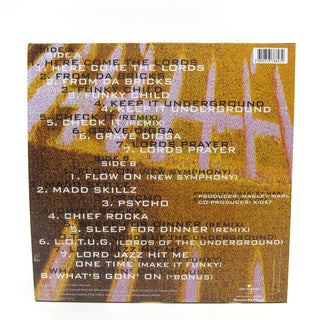 SIDE A
1. HERE COME THE LORDS
2. FROM DA BRICKS
3. FUNKY CHILD
4. KEEP IT UNDERGROUND
5. CHECK IT (REMIX)
6. GRAVE DIGGA
7. LORDS PRAYER
SIDE B
1. FLOW ON (NEW SYMPHONY)
2. MADD SKILLZ
3. PSYCHO
4. CHIEF ROCKA
5. SLEEP FOR DINNER (REMIX)
6. L.O.T.U.G. (LORDS OF THE UNDERGROUND)
7. LORD JAZZ HIT ME
ONE TIME (MAKE IT FUNKY)
8. WHAT'S GOIN' ON (*BONUS)
PRODUCER: MARLEY MARL
CO PRODUCER: K-DEF